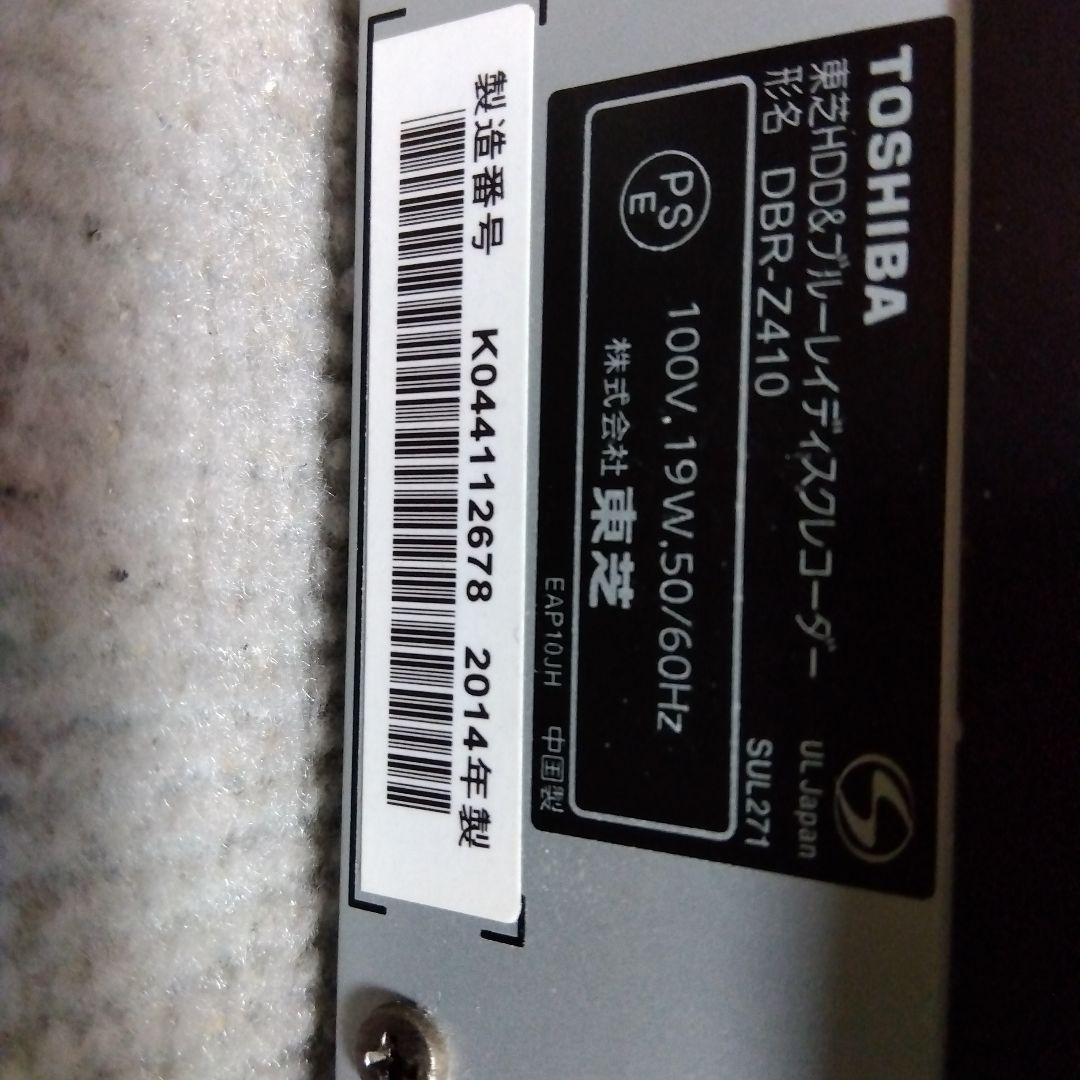 TOSHIBA
東芝HDD&ブルーレイディスクレコーダー
形名 DBR-Z410
UL Japan
SUL271
PS
E
100V,19W,50/60Hz
株式会社 東芝
EAP10JH 中国製
製造番号 K044112678 2014年製